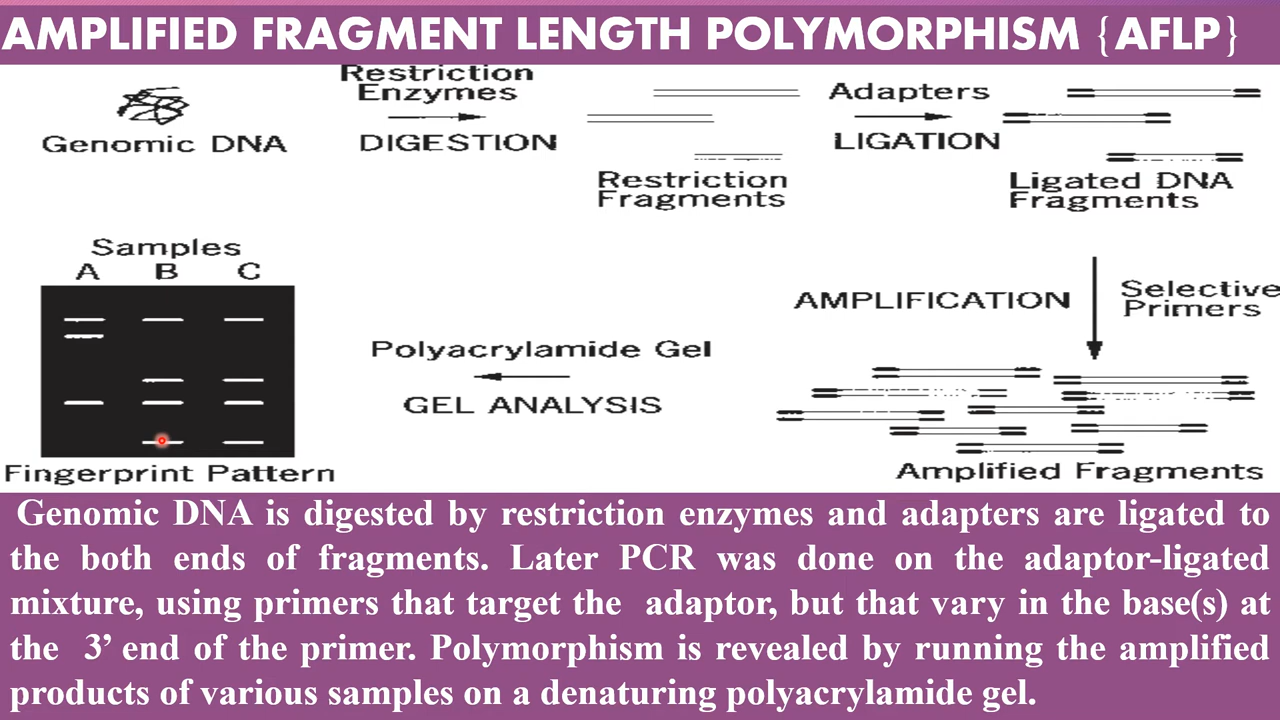 AMPLIFIED FRAGMENT LENGTH POLYMORPHISM {AFLP}
Genomic DNA
Restriction
Enzymes
DIGESTION
Restriction
Fragments
Adapters
LIGATION
Ligated DNA
Fragments
Selective
Primers
AMPLIFICATION
Amplified Fragments
Polyacrylamide Gel
GEL ANALYSIS
Samples
A B C
Fingerprint Pattern
Genomic DNA is digested by restriction enzymes and adapters are ligated to
the both ends of fragments. Later PCR was done on the adaptor-ligated
mixture, using primers that target the adaptor, but that vary in the base(s) at
the 3’ end of the primer. Polymorphism is revealed by running the amplified
products of various samples on a denaturing polyacrylamide gel.